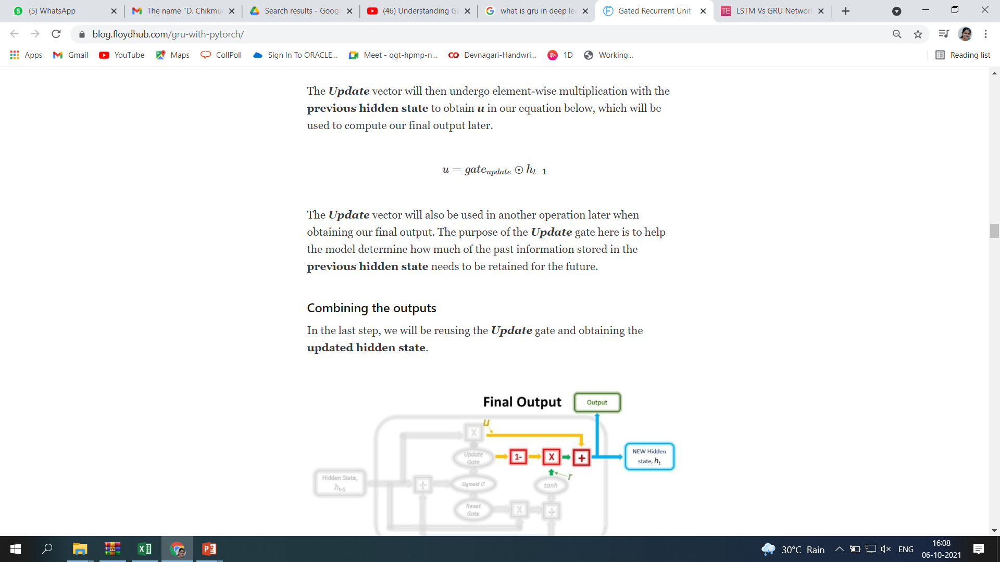 (5) WhatsApp
The name "D. Chikmu
Search results - Googl
(46) Understanding Ga
what is gru in deep lea
Gated Recurrent Unit
TE LSTM Vs GRU Network
blog.floydhub.com/gru-with-pytorch/
Apps
Gmail
YouTube
Maps
CollPoll
Sign In To ORACLE...
Meet - qgt-hpmp-n...
Devnagari-Handwri...
1D
Working...
Reading list
The Update vector will then undergo element-wise multiplication with the
previous hidden state to obtain u in our equation below, which will be
used to compute our final output later.
u = gate_update ⊙ h_t−1
The Update vector will also be used in another operation later when
obtaining our final output. The purpose of the Update gate here is to help
the model determine how much of the past information stored in the
previous hidden state needs to be retained for the future.
Combining the outputs
In the last step, we will be reusing the Update gate and obtaining the
updated hidden state.
Final Output
Output
u
X
Update
Gate
1-
X
+
NEW Hidden
state, h_t
r
Hidden State,
h_t-1
+
Sigmoid σ
tanh
Reset
Gate
X
+
30°C Rain
ENG
16:08
06-10-2021